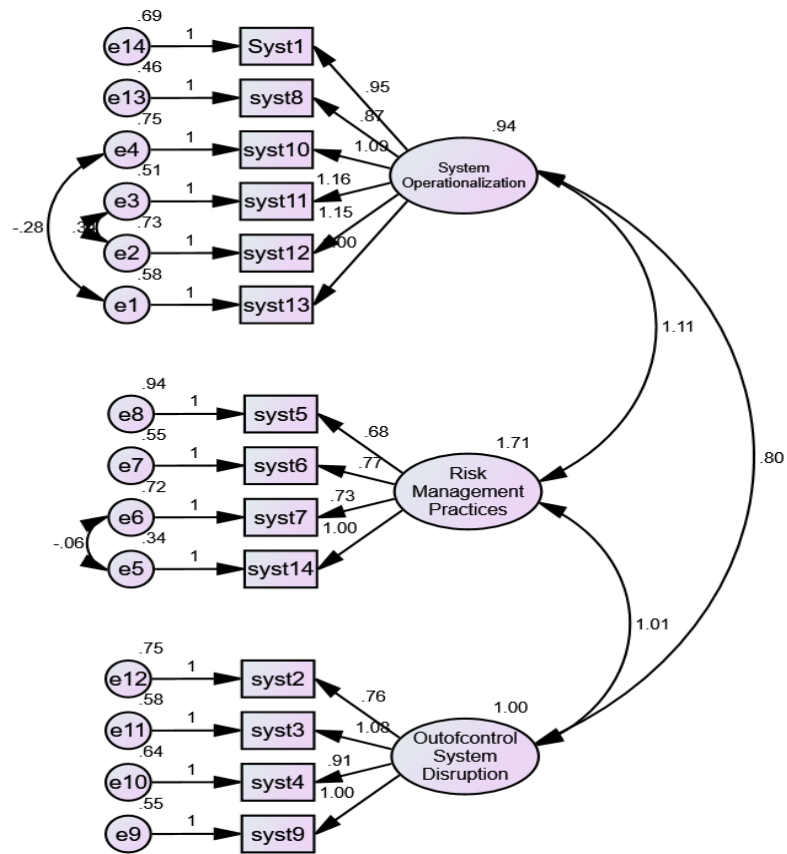 .69
e14 1 Syst1
.46
e13 1 syst8
.75
e4 1 syst10
.51
e3 1 syst11
.73
e2 1 syst12
.58
e1 1 syst13
-.28
.95
.87
1.09
1.16
1.15
.94
System
Operationalization
1.11
.80
.94
e8 1 syst5
.55
e7 1 syst6
.72
e6 1 syst7
.34
e5 1 syst14
-.06
.68
.77
.73
1.00
1.71
Risk
Management
Practices
1.01
.75
e12 1 syst2
.58
e11 1 syst3
.64
e10 1 syst4
.55
e9 1 syst9
.76
1.08
.91
1.00
1.00
Outofcontrol
System
Disruption